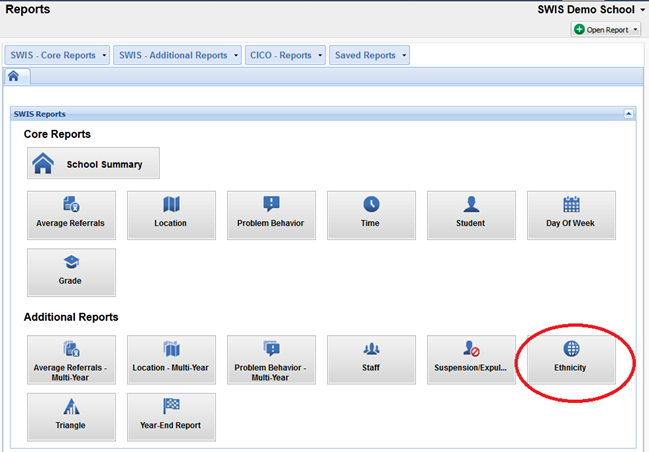 Reports
SWIS Demo School
Open Report
SWIS - Core Reports
SWIS - Additional Reports
CICO - Reports
Saved Reports
SWIS Reports
Core Reports
School Summary
Average Referrals
Location
Problem Behavior
Time
Student
Day Of Week
Grade
Additional Reports
Average Referrals -
Multi-Year
Location - Multi-Year
Problem Behavior -
Multi-Year
Staff
Suspension/Expul...
Ethnicity
Triangle
Year-End Report